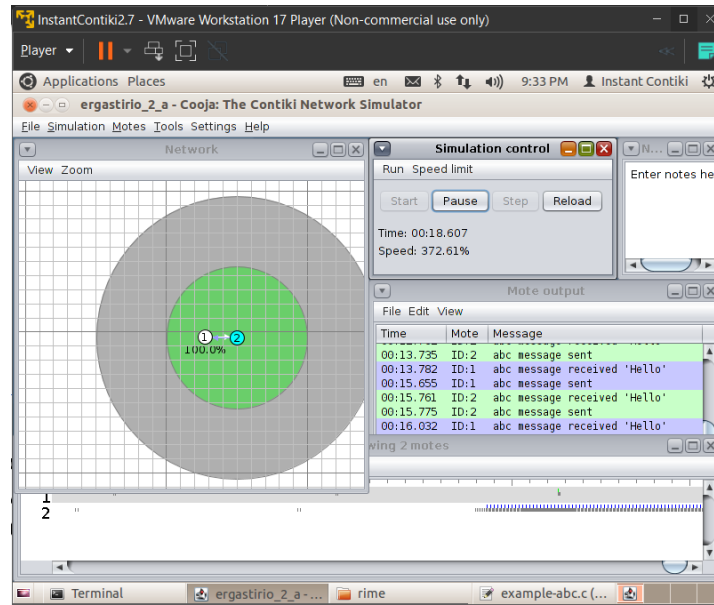 InstantContiki2.7 - VMware Workstation 17 Player (Non-commercial use only)
Player
Applications Places
en
9:33 PM
Instant Contiki
ergastirio_2_a - Cooja: The Contiki Network Simulator
File Simulation Motes Tools Settings Help
Network
View Zoom
1
2
100.0%
Simulation control
Run Speed limit
Start Pause Step Reload
Time: 00:18.607
Speed: 372.61%
N...
Enter notes he
Mote output
File Edit View
Time Mote Message
00:13.735 ID:2 abc message sent
00:13.782 ID:1 abc message received 'Hello'
00:15.655 ID:1 abc message sent
00:15.761 ID:2 abc message received 'Hello'
00:15.775 ID:2 abc message sent
00:16.032 ID:1 abc message received 'Hello'
wing 2 motes
1
2
Terminal
ergastirio_2_a -...
rime
example-abc.c (...